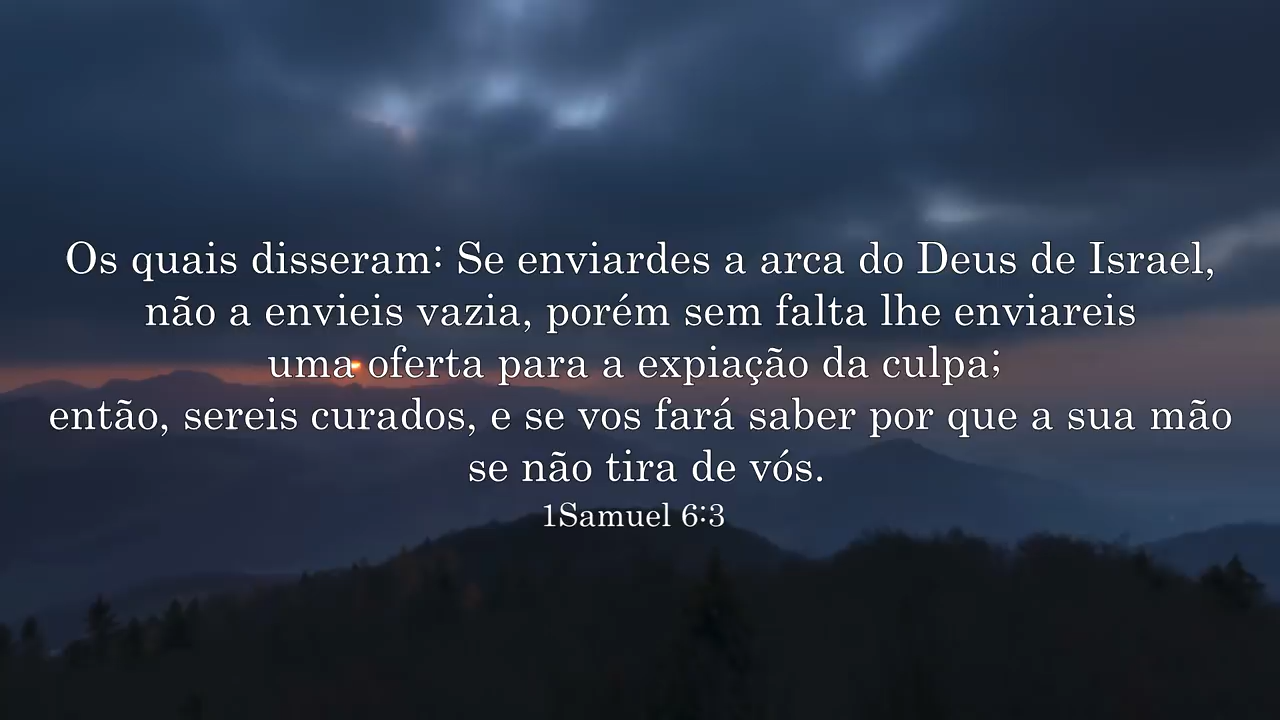 Os quais disseram: Se enviardes a arca do Deus de Israel,
não a envieis vazia, porém sem falta lhe enviareis
uma oferta para a expiação da culpa;
então, sereis curados, e se vos fará saber por que a sua mão
se não tira de vós.
1Samuel 6:3